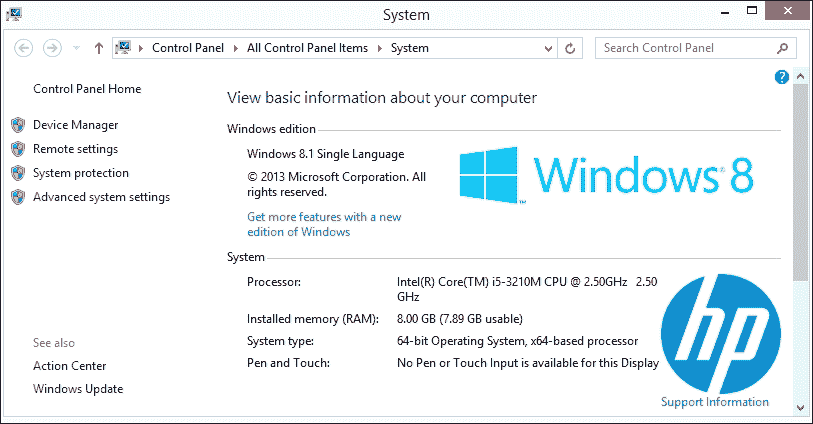 System
Control Panel
All Control Panel Items
System
Search Control Panel
Control Panel Home
Device Manager
Remote settings
System protection
Advanced system settings
See also
Action Center
Windows Update
View basic information about your computer
Windows edition
Windows 8.1 Single Language
© 2013 Microsoft Corporation. All
rights reserved.
Get more features with a new
edition of Windows
Windows® 8
™
System
Processor: Intel(R) Core(TM) i5-3210M CPU @ 2.50GHz 2.50
GHz
Installed memory (RAM): 8.00 GB (7.89 GB usable)
System type: 64-bit Operating System, x64-based processor
Pen and Touch: No Pen or Touch Input is available for this Display
hp
Support Information